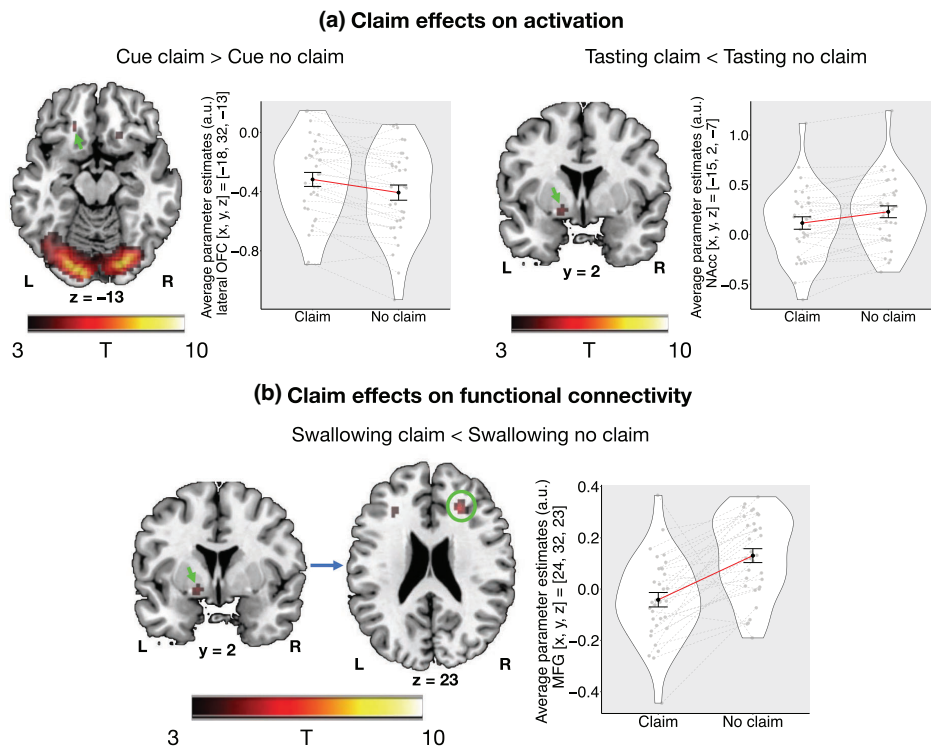 (a) Claim effects on activation
Cue claim > Cue no claim
L
R
z = −13
3
T
10
Average parameter estimates (a.u.)
lateral OFC [x, y, z] = [−18, 32, −13]
0.0
−0.4
−0.8
Claim
No claim
Tasting claim < Tasting no claim
L
R
y = 2
3
T
10
Average parameter estimates (a.u.)
NAcc [x, y, z] = [−15, 2, −7]
1.0
0.5
0.0
−0.5
Claim
No claim
(b) Claim effects on functional connectivity
Swallowing claim < Swallowing no claim
L
R
y = 2
L
R
z = 23
3
T
10
Average parameter estimates (a.u.)
MFG [x, y, z] = [24, 32, 23]
0.4
0.2
0.0
−0.2
−0.4
Claim
No claim